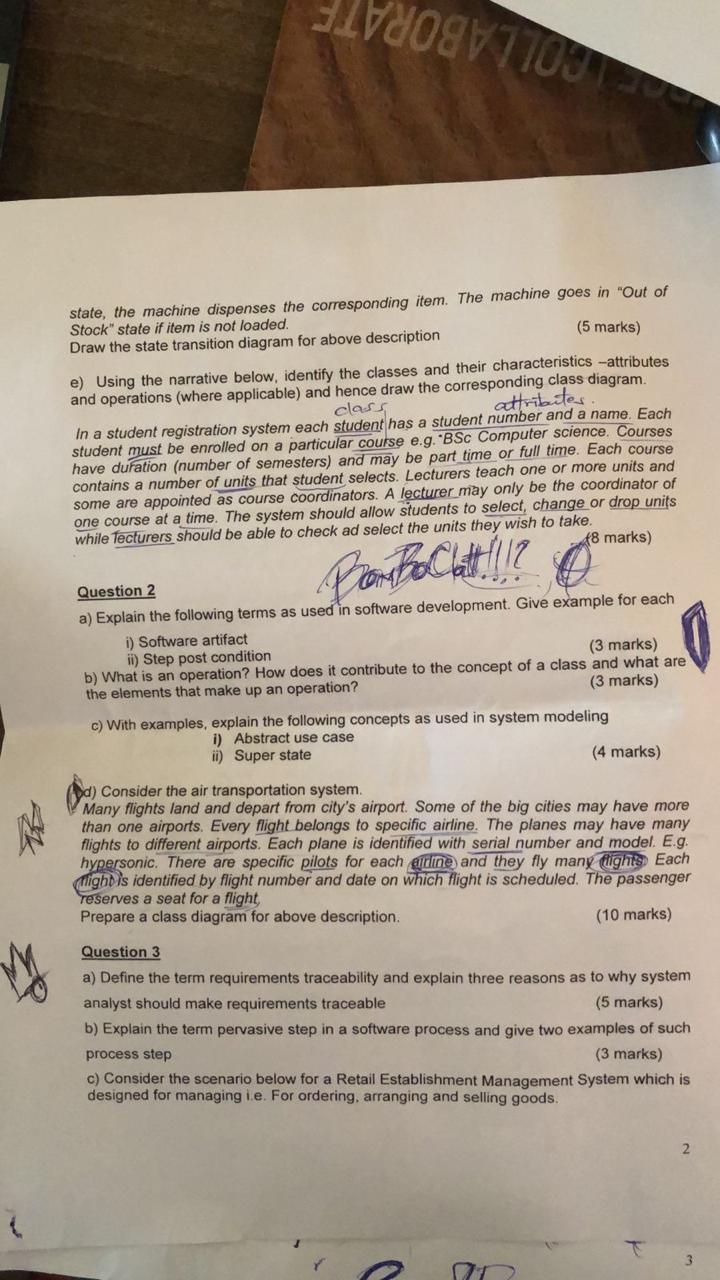 COLLABORATE
state, the machine dispenses the corresponding item. The machine goes in “Out of
Stock” state if item is not loaded.
Draw the state transition diagram for above description (5 marks)
e) Using the narrative below, identify the classes and their characteristics –attributes
and operations (where applicable) and hence draw the corresponding class diagram.
class attributes.
In a student registration system each student has a student number and a name. Each
student must be enrolled on a particular course e.g. BSc Computer science. Courses
have duration (number of semesters) and may be part time or full time. Each course
contains a number of units that student selects. Lecturers teach one or more units and
some are appointed as course coordinators. A lecturer may only be the coordinator of
one course at a time. The system should allow students to select, change or drop units
while lecturers should be able to check ad select the units they wish to take.
(8 marks)
Question 2
a) Explain the following terms as used in software development. Give example for each
i) Software artifact (3 marks)
ii) Step post condition
b) What is an operation? How does it contribute to the concept of a class and what are
the elements that make up an operation? (3 marks)
c) With examples, explain the following concepts as used in system modeling
i) Abstract use case
ii) Super state (4 marks)
d) Consider the air transportation system.
Many flights land and depart from city’s airport. Some of the big cities may have more
than one airports. Every flight belongs to specific airline. The planes may have many
flights to different airports. Each plane is identified with serial number and model. E.g.
hypersonic. There are specific pilots for each airline and they fly many flights Each
flight is identified by flight number and date on which flight is scheduled. The passenger
reserves a seat for a flight.
Prepare a class diagram for above description. (10 marks)
Question 3
a) Define the term requirements traceability and explain three reasons as to why system
analyst should make requirements traceable (5 marks)
b) Explain the term pervasive step in a software process and give two examples of such
process step (3 marks)
c) Consider the scenario below for a Retail Establishment Management System which is
designed for managing i.e. For ordering, arranging and selling goods.
2
3